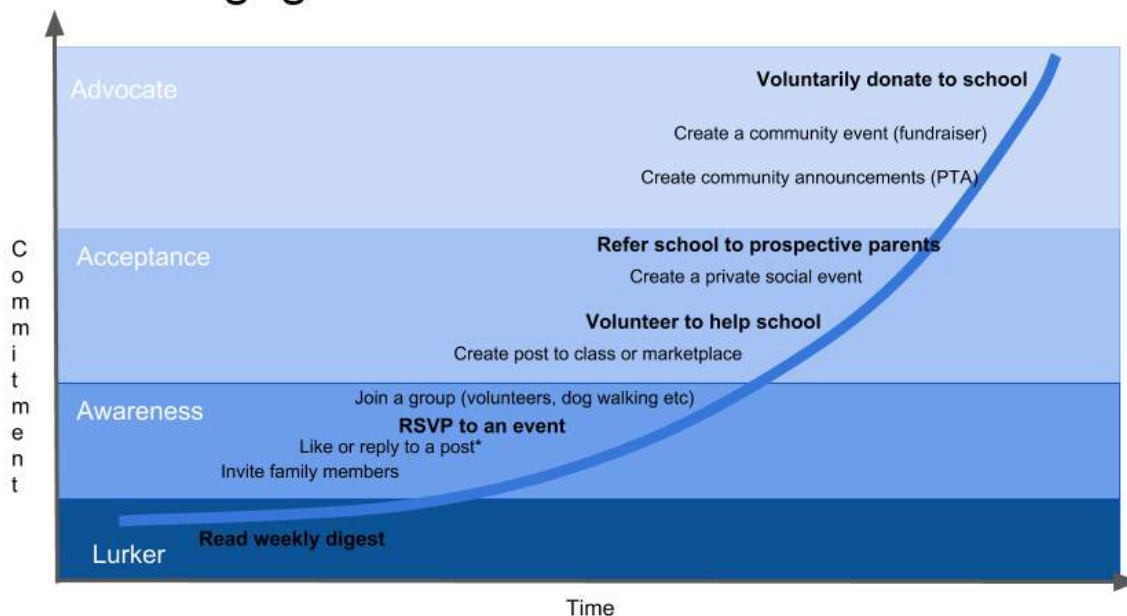 Advocate
Voluntarily donate to school
Create a community event (fundraiser)
Create community announcements (PTA)
Acceptance
Refer school to prospective parents
Create a private social event
Volunteer to help school
Create post to class or marketplace
Commitment
Awareness
Join a group (volunteers, dog walking etc)
RSVP to an event
Like or reply to a post*
Invite family members
Read weekly digest
Lurker
Time